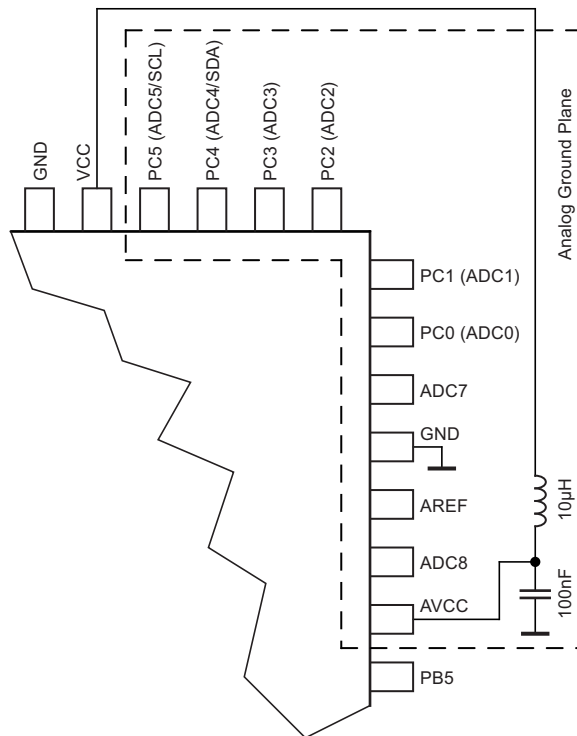 GND
VCC
PC5 (ADC5/SCL)
PC4 (ADC4/SDA)
PC3 (ADC3)
PC2 (ADC2)
Analog Ground Plane
PC1 (ADC1)
PC0 (ADC0)
ADC7
GND
AREF
ADC8
AVCC
PB5
10μH
100nF